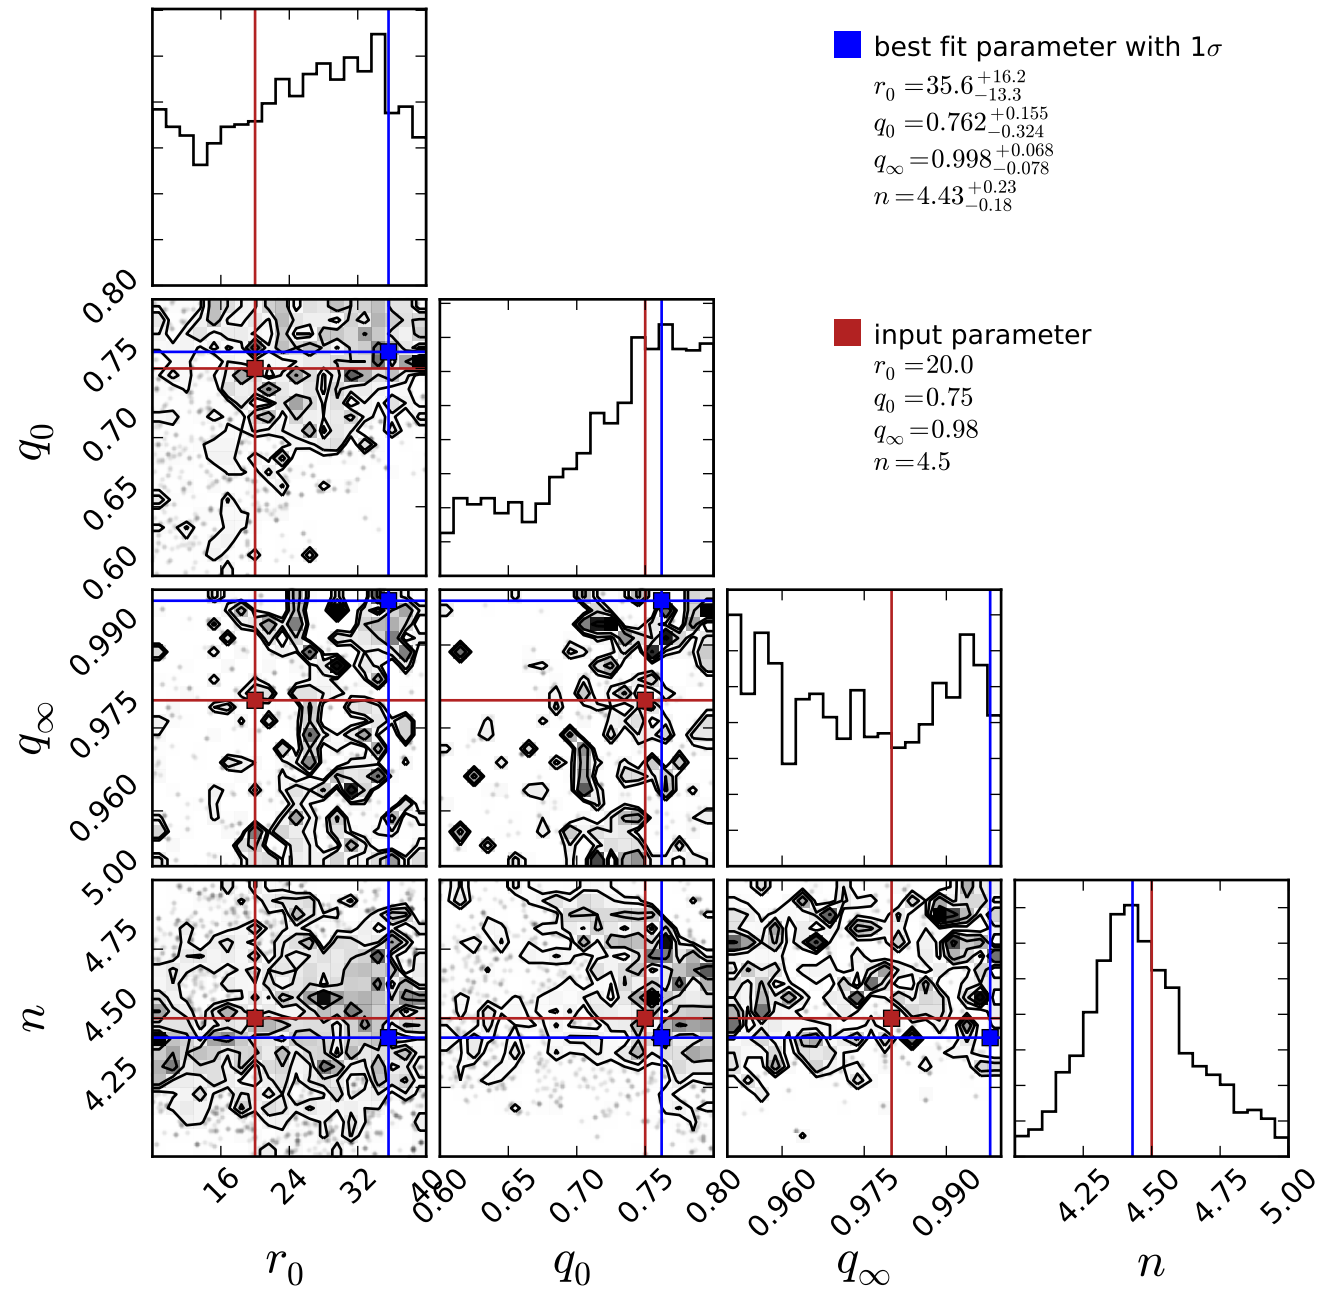 best fit parameter with 1σ
r₀ =35.6 +16.2 −13.3
q₀ =0.762 +0.155 −0.324
q∞ =0.998 +0.068 −0.078
n =4.43 +0.23 −0.18
input parameter
r₀ =20.0
q₀ =0.75
q∞ =0.98
n =4.5
q₀
0.80
0.75
0.70
0.65
0.60
q∞
0.990
0.975
0.960
n
5.00
4.75
4.50
4.25
16 24 32 40 0.60 0.65 0.70 0.75 0.80 0.960 0.975 0.990 4.25 4.50 4.75 5.00
r₀ q₀ q∞ n